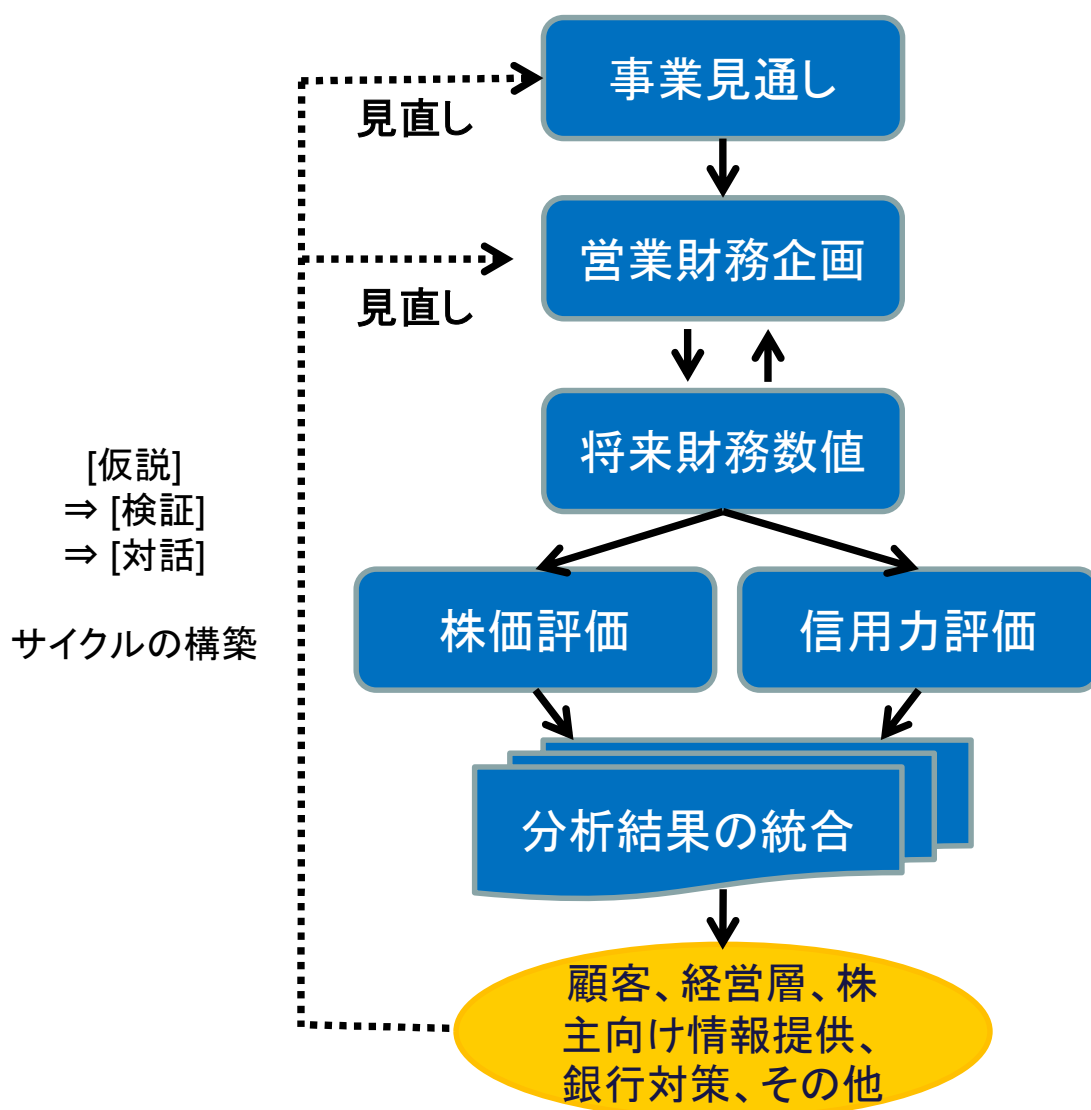 事業見通し
見直し
営業財務企画
見直し
将来財務数値
[仮説]
⇒ [検証]
⇒ [対話]
サイクルの構築
株価評価
信用力評価
分析結果の統合
顧客、経営層、株
主向け情報提供、
銀行対策、その他